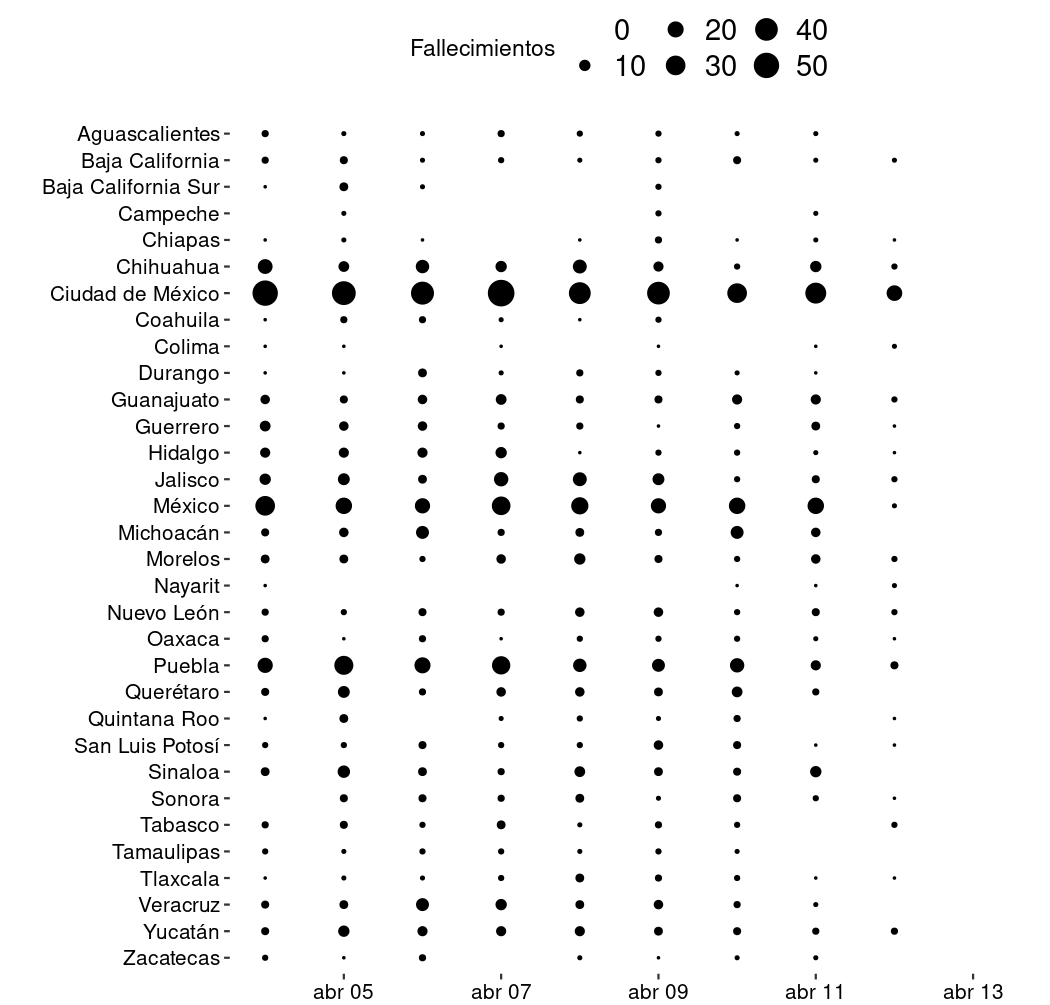 Fallecimientos
0 20 40
10 30 50
Aguascalientes
Baja California
Baja California Sur
Campeche
Chiapas
Chihuahua
Ciudad de México
Coahuila
Colima
Durango
Guanajuato
Guerrero
Hidalgo
Jalisco
México
Michoacán
Morelos
Nayarit
Nuevo León
Oaxaca
Puebla
Querétaro
Quintana Roo
San Luis Potosí
Sinaloa
Sonora
Tabasco
Tamaulipas
Tlaxcala
Veracruz
Yucatán
Zacatecas
abr 05 abr 07 abr 09 abr 11 abr 13